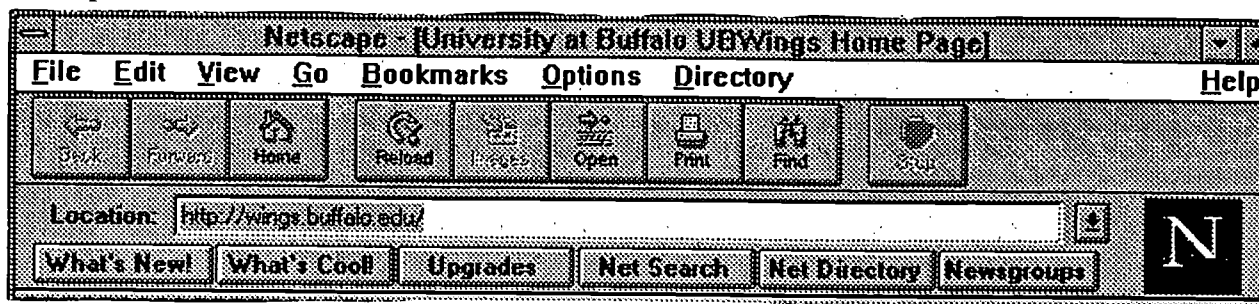 Netscape - [University at Buffalo UBWings Home Page]
File Edit View Go Bookmarks Options Directory Help
Back Forward Home Reload Images Open Print Find Stop
Location: http://wings.buffalo.edu/
N
What's New! What's Cool! Upgrades Net Search Net Directory Newsgroups